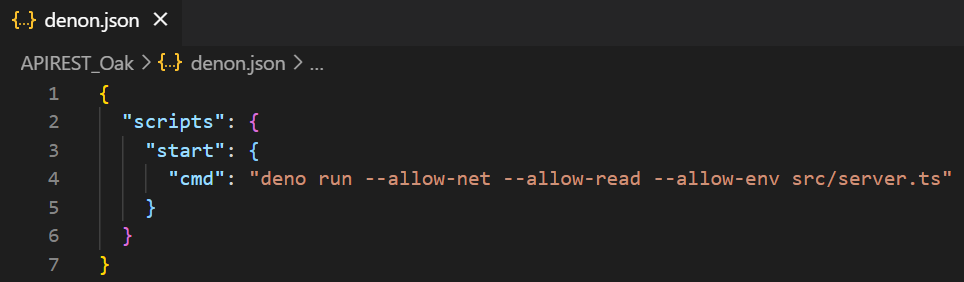 {...} denon.json ×
APIREST_Oak > {...} denon.json > ...
1 {
2   "scripts": {
3     "start": {
4       "cmd": "deno run --allow-net --allow-read --allow-env src/server.ts"
5     }
6   }
7 }